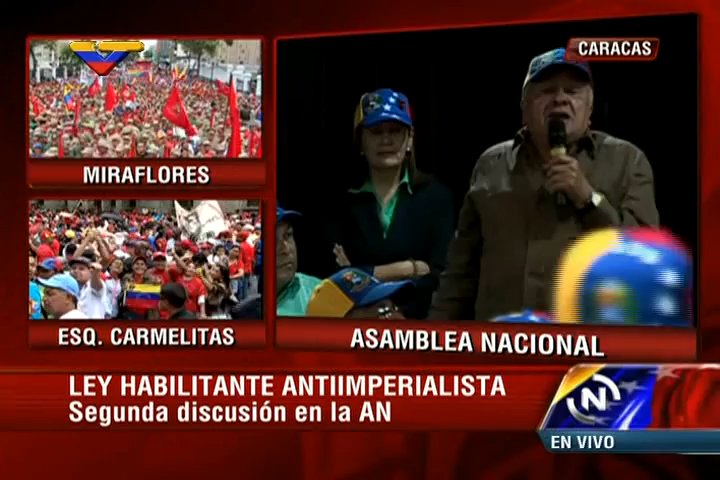 CARACAS
MIRAFLORES
ESQ. CARMELITAS
ASAMBLEA NACIONAL
LEY HABILITANTE ANTIIMPERIALISTA
Segunda discusión en la AN
N
EN VIVO